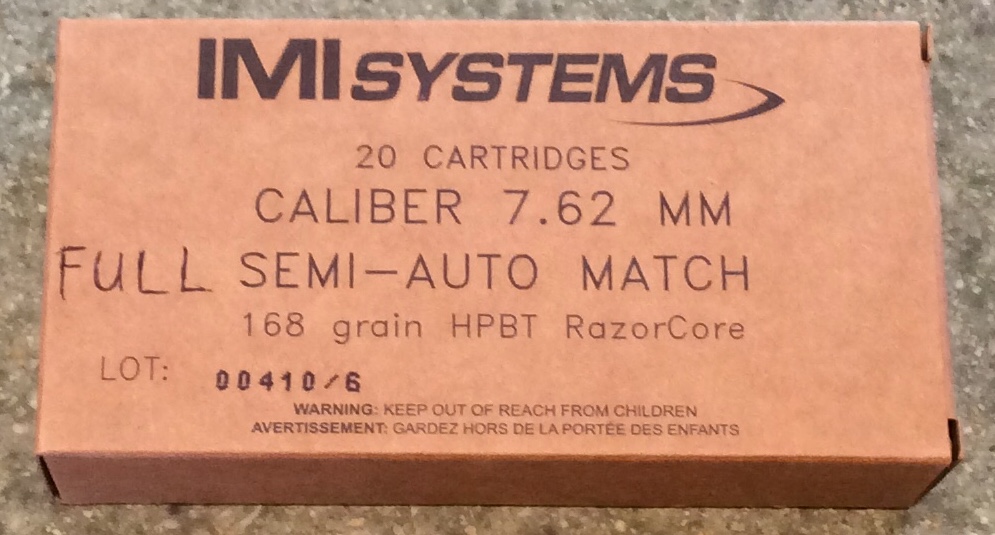 IMI SYSTEMS
20 CARTRIDGES
CALIBER 7.62 MM
FULL SEMI-AUTO MATCH
168 grain HPBT RazorCore
LOT: 00410/6
WARNING: KEEP OUT OF REACH FROM CHILDREN
AVERTISSEMENT: GARDEZ HORS DE LA PORTÉE DES ENFANTS